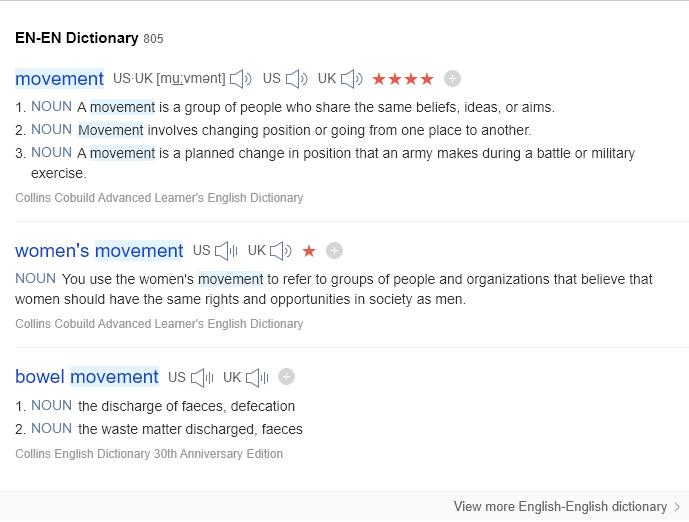 EN-EN Dictionary 805
movement US·UK [mu:vmənt] US UK ★★★★ +
1. NOUN A movement is a group of people who share the same beliefs, ideas, or aims.
2. NOUN Movement involves changing position or going from one place to another.
3. NOUN A movement is a planned change in position that an army makes during a battle or military
exercise.
Collins Cobuild Advanced Learner's English Dictionary
women's movement US UK ★ +
NOUN You use the women's movement to refer to groups of people and organizations that believe that
women should have the same rights and opportunities in society as men.
Collins Cobuild Advanced Learner's English Dictionary
bowel movement US UK +
1. NOUN the discharge of faeces, defecation
2. NOUN the waste matter discharged, faeces
Collins English Dictionary 30th Anniversary Edition
View more English-English dictionary >